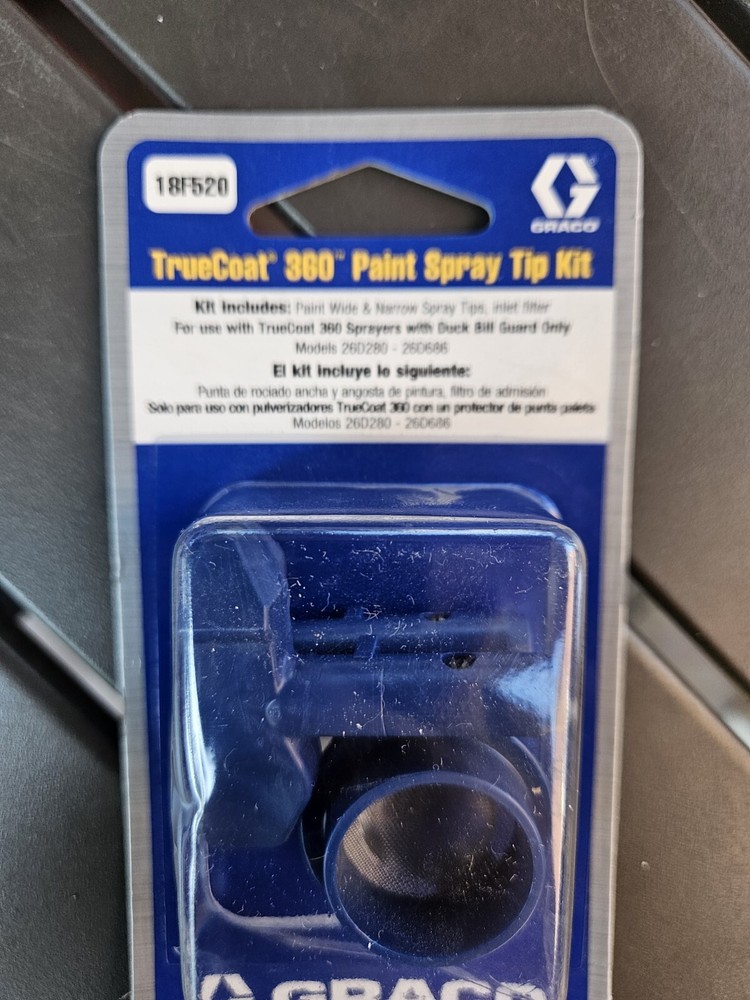 18F520
GRACO
TrueCoat® 360™ Paint Spray Tip Kit
Kit Includes: Paint Wide & Narrow Spray Tips, inlet filter
For use with TrueCoat 360 Sprayers with Duck Bill Guard Only
Models 26D280 - 26D686
El kit incluye lo siguiente:
Punta de rociado ancha y angosta de pintura, filtro de admisión
Solo para uso con pulverizadores TrueCoat 360 con un protector de punta paleta
Modelos 26D280 - 26D686
GRACO